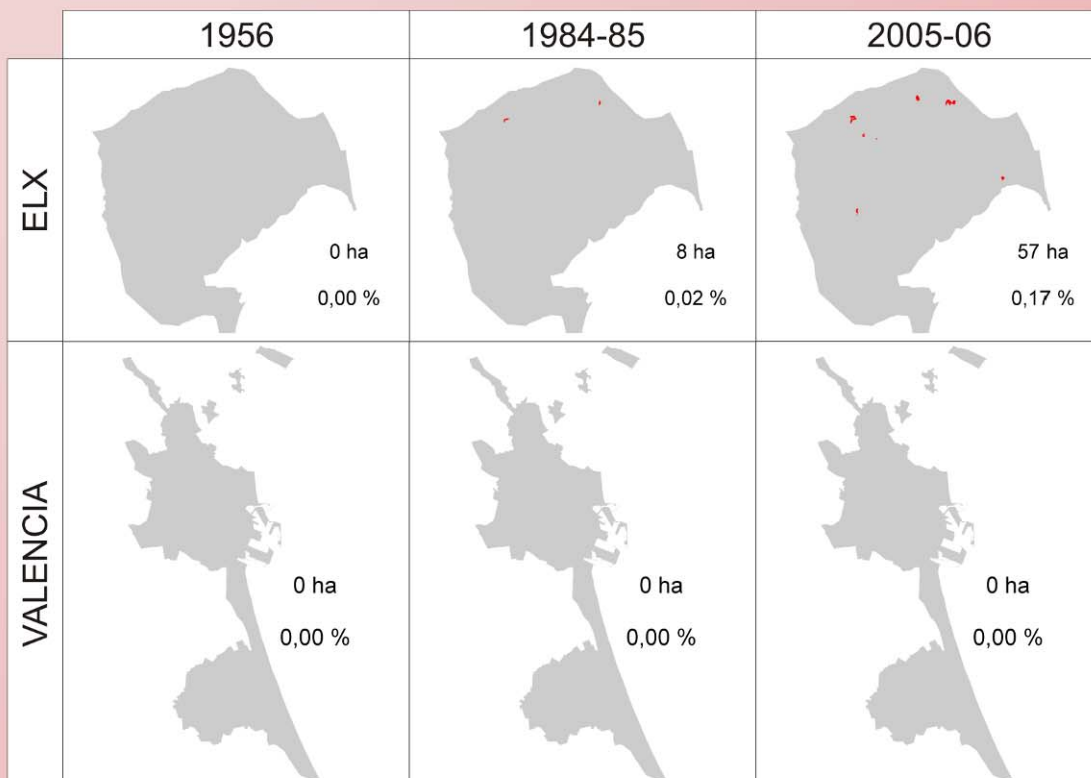 1956
1984-85
2005-06
ELX
0 ha
0,00 %
8 ha
0,02 %
57 ha
0,17 %
VALENCIA
0 ha
0,00 %
0 ha
0,00 %
0 ha
0,00 %